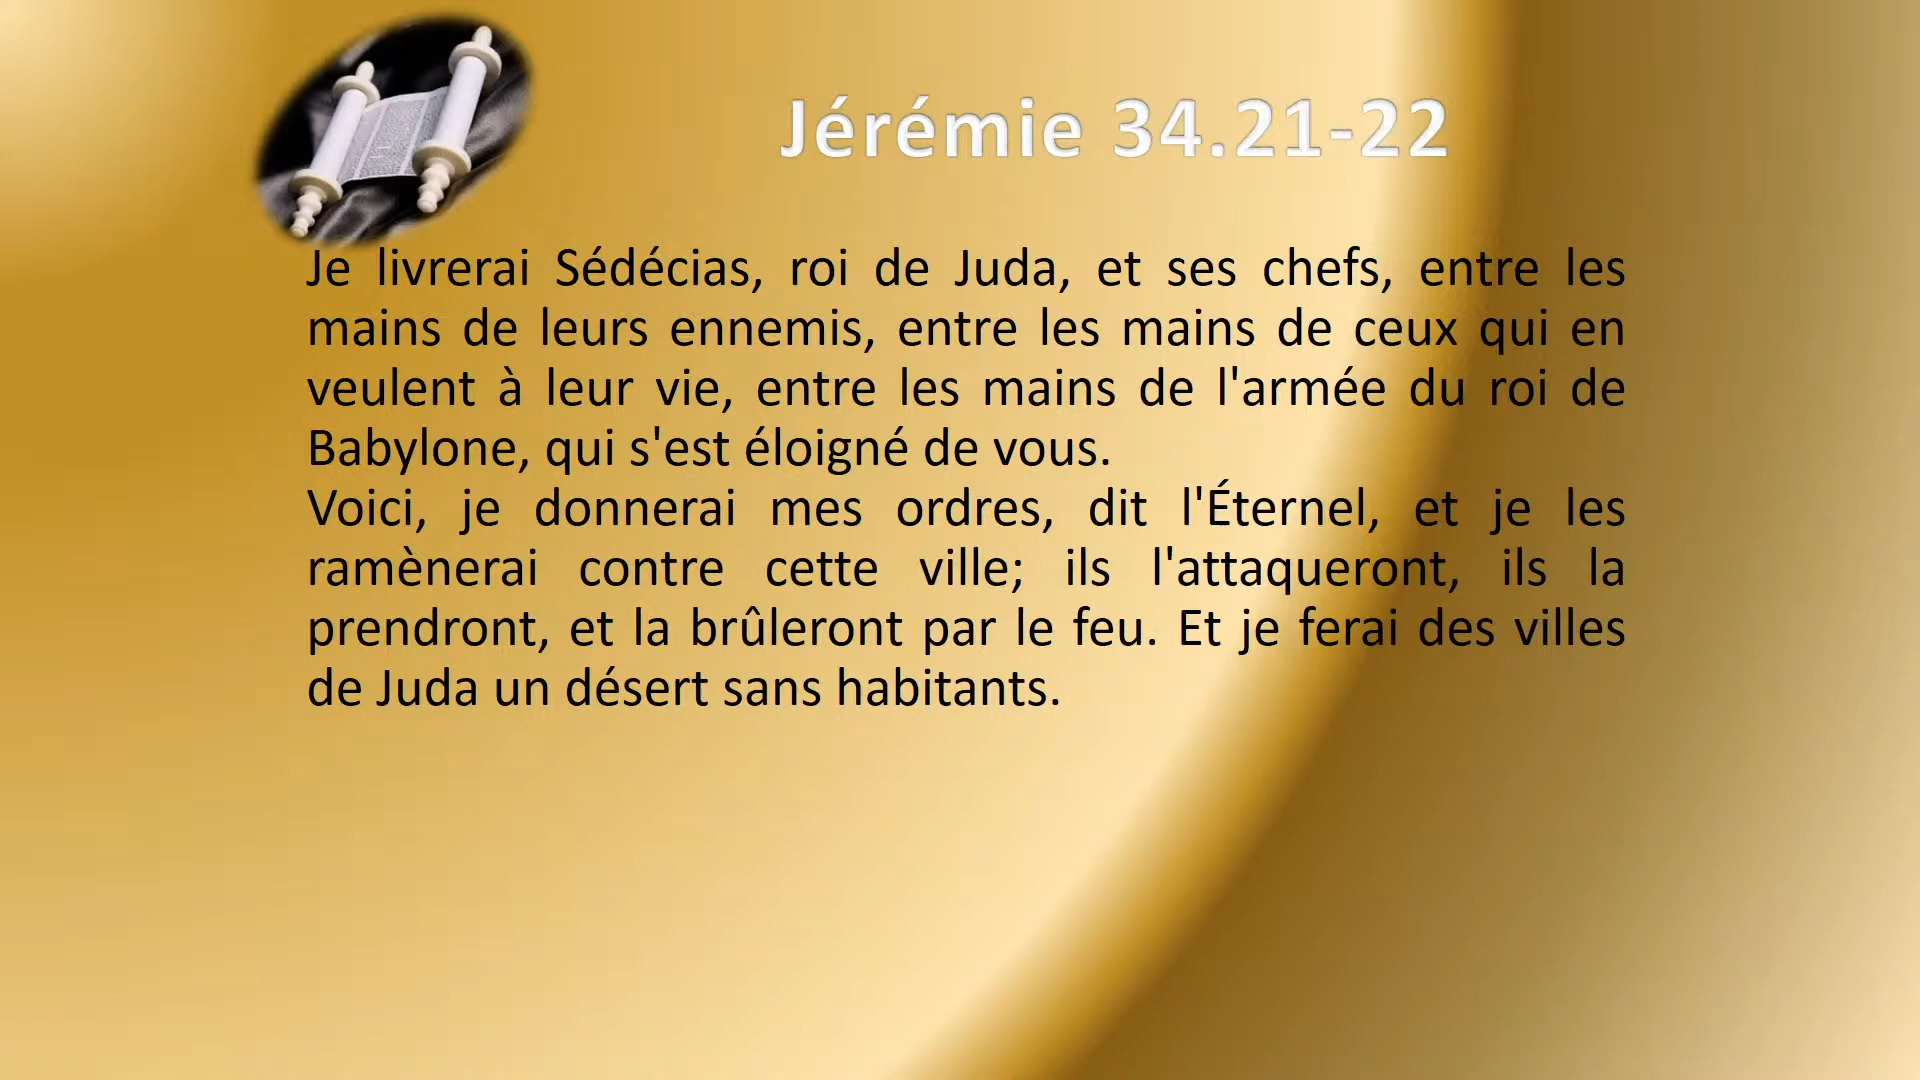 Jérémie 34.21-22
Je livrerai Sédécias, roi de Juda, et ses chefs, entre les
mains de leurs ennemis, entre les mains de ceux qui en
veulent à leur vie, entre les mains de l'armée du roi de
Babylone, qui s'est éloigné de vous.
Voici, je donnerai mes ordres, dit l'Éternel, et je les
ramènerai contre cette ville; ils l'attaqueront, ils la
prendront, et la brûleront par le feu. Et je ferai des villes
de Juda un désert sans habitants.